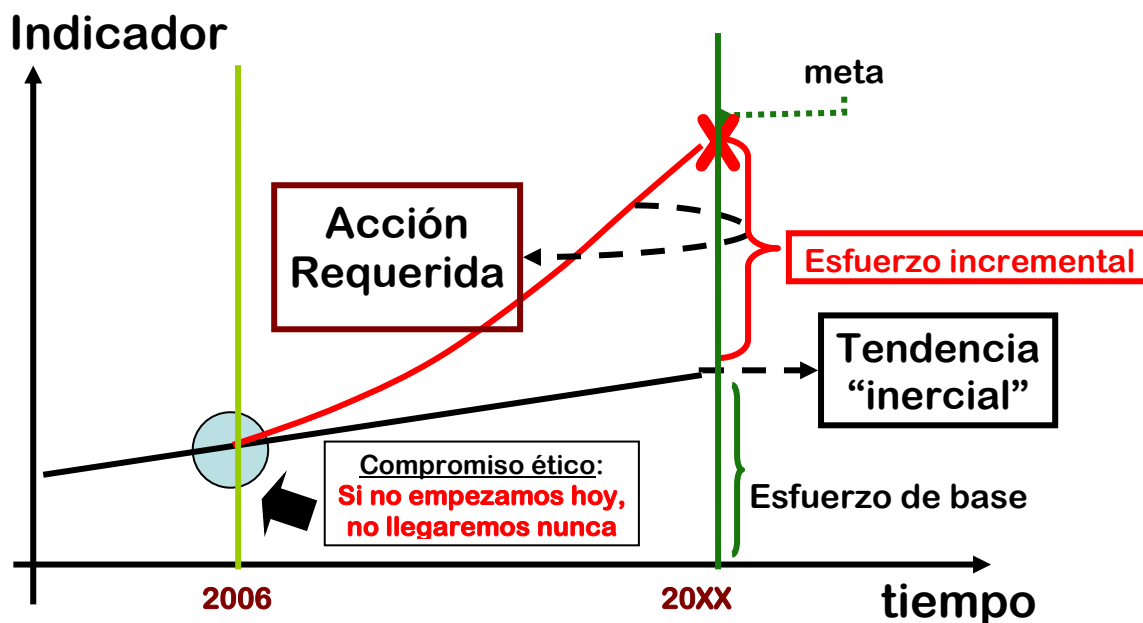 Indicador
meta
Acción
Requerida
Esfuerzo incremental
Tendencia
“inercial”
Compromiso ético:
Si no empezamos hoy,
no llegaremos nunca
Esfuerzo de base
2006
20XX
tiempo